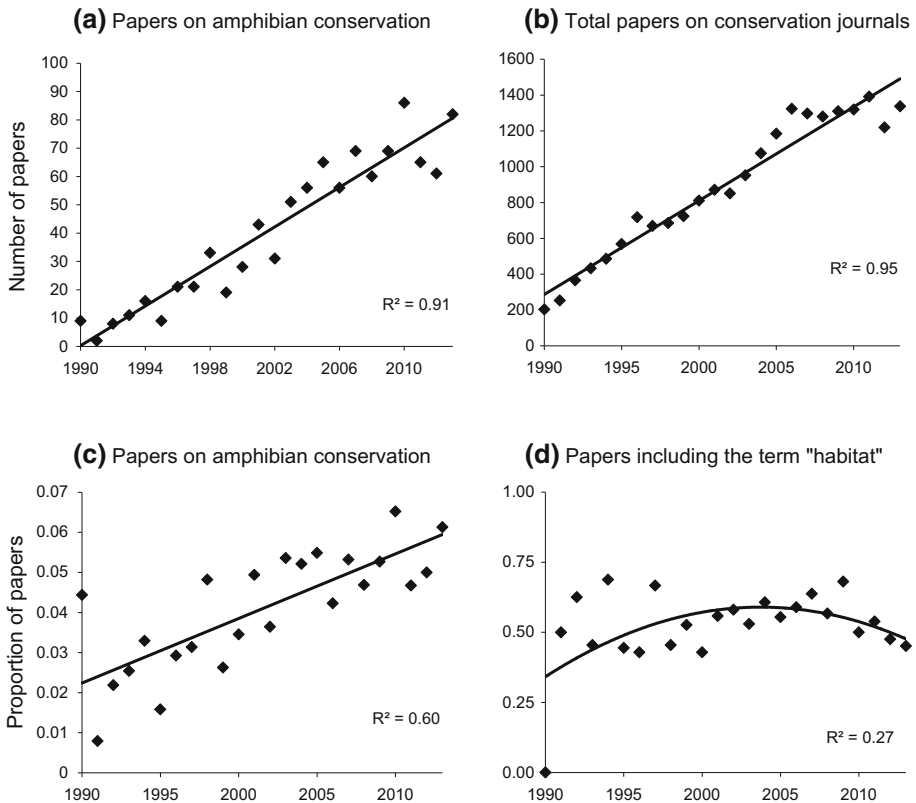 (a) Papers on amphibian conservation
Number of papers
100
90
80
70
60
50
40
30
20
10
0
1990 1994 1998 2002 2006 2010
R² = 0.91
(b) Total papers on conservation journals
1600
1400
1200
1000
800
600
400
200
0
1990 1995 2000 2005 2010
R² = 0.95
(c) Papers on amphibian conservation
Proportion of papers
0.07
0.06
0.05
0.04
0.03
0.02
0.01
0
1990 1995 2000 2005 2010
R² = 0.60
(d) Papers including the term "habitat"
1.00
0.75
0.50
0.25
0.00
1990 1995 2000 2005 2010
R² = 0.27